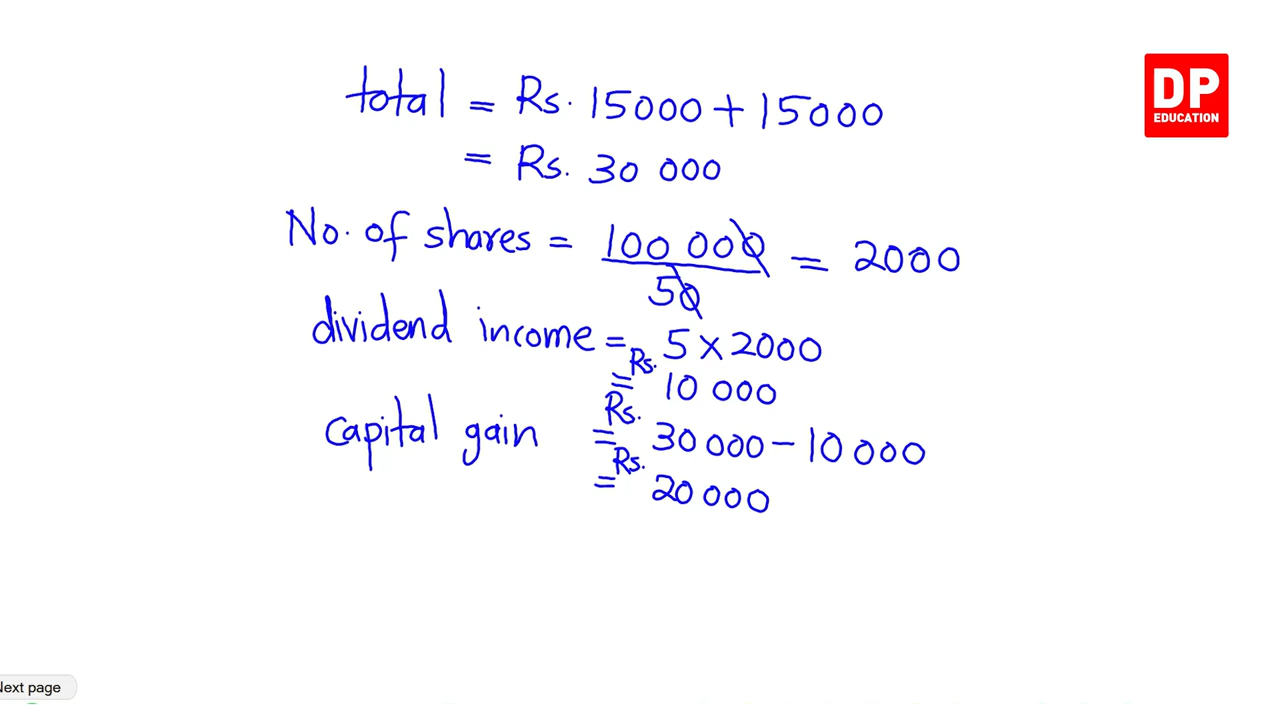 total = Rs. 15000 + 15000
= Rs. 30 000
No. of shares = 100 000 / 50 = 2000
dividend income = Rs. 5 × 2000
= Rs. 10 000
capital gain = Rs. 30 000 - 10 000
= Rs. 20 000
DP
EDUCATION
Next page